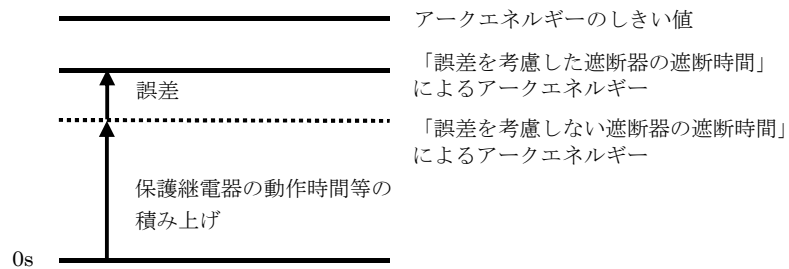 アークエネルギーのしきい値
「誤差を考慮した遮断器の遮断時間」
によるアークエネルギー
誤差
「誤差を考慮しない遮断器の遮断時間」
によるアークエネルギー
保護継電器の動作時間等の
積み上げ
0s